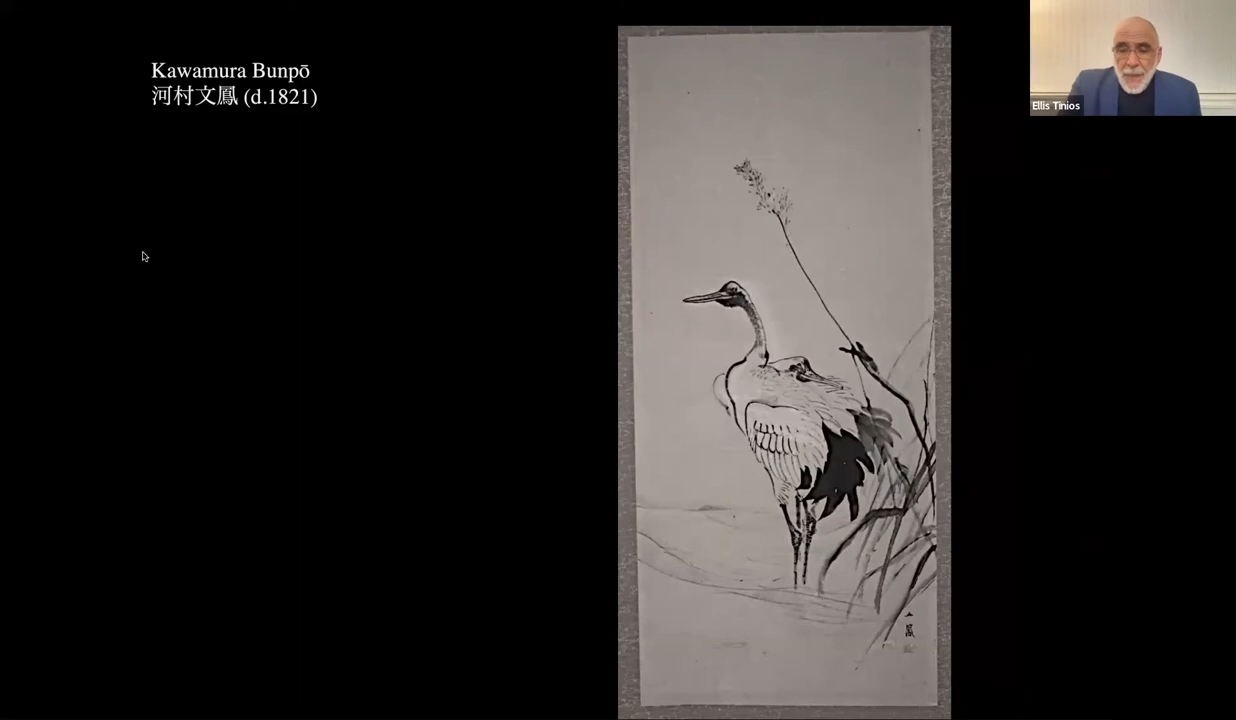 Kawamura Bunpō
河村文鳳 (d.1821)
Ellis Tinios